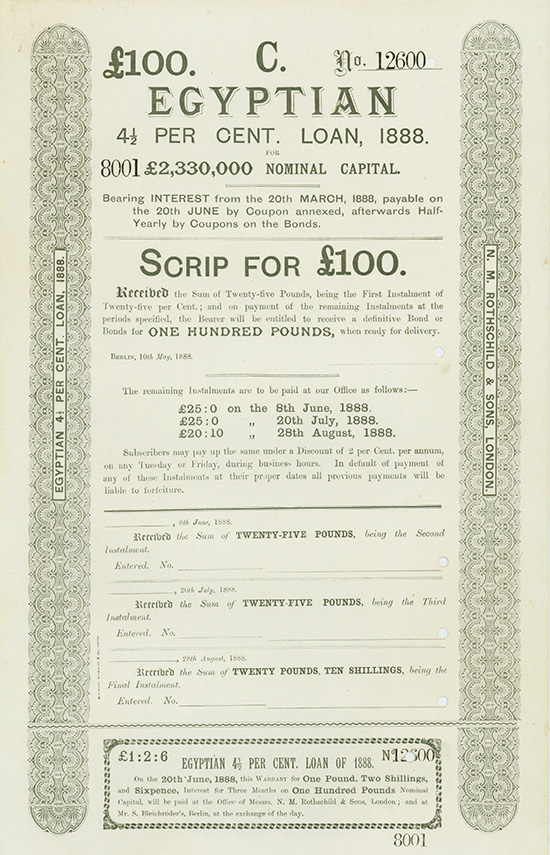 £100. C. No. 12600
EGYPTIAN
4½ PER CENT. LOAN, 1888.
FOR
8001 £2,330,000 NOMINAL CAPITAL.
Bearing INTEREST from the 20th MARCH, 1888, payable on
the 20th JUNE by Coupon annexed, afterwards Half-
Yearly by Coupons on the Bonds.
SCRIP FOR £100.
Received the Sum of Twenty-five Pounds, being the First Instalment of
Twenty-five per Cent.; and on payment of the remaining Instalments at the
periods specified, the Bearer will be entitled to receive a definitive Bond or
Bonds for ONE HUNDRED POUNDS, when ready for delivery.
BERLIN, 10th May, 1888.
The remaining Instalments are to be paid at our Office as follows:—
£25:0 on the 8th June, 1888.
£25:0 „ 20th July, 1888.
£20:10 „ 28th August, 1888.
Subscribers may pay up the same under a Discount of 2 per Cent. per annum,
on any Tuesday or Friday, during business hours. In default of payment of
any of these Instalments at their proper dates all previous payments will be
liable to forfeiture.
, 8th June, 1888.
Received the Sum of TWENTY-FIVE POUNDS, being the Second
Instalment.
Entered. No.
, 20th July, 1888.
Received the Sum of TWENTY-FIVE POUNDS, being the Third
Instalment.
Entered. No.
, 28th August, 1888.
Received the Sum of TWENTY POUNDS, TEN SHILLINGS, being the
Final Instalment.
Entered. No.
EGYPTIAN 4½ PER CENT. LOAN, 1888.
N. M. ROTHSCHILD & SONS, LONDON.
£1:2:6 EGYPTIAN 4½ PER CENT. LOAN OF 1888. No 12600
On the 20th June, 1888, this WARRANT for One Pound, Two Shillings,
and Sixpence, Interest for Three Months on One Hundred Pounds Nominal
Capital, will be paid at the Office of Messrs. N. M. Rothschild & Sons, London; and at
Mr. S. Bleichröder's, Berlin, at the exchange of the day.
8001